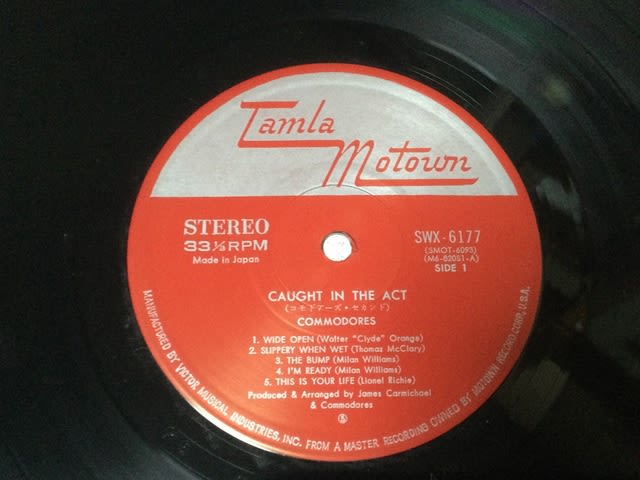 Tamla
Motown
STEREO
33⅓RPM
Made in Japan
SWX-6177
(SMOT-6093)
(M6-820S1-A)
SIDE 1
CAUGHT IN THE ACT
(コモドアーズ・セカンド)
COMMODORES
1. WIDE OPEN (Walter "Clyde" Orange)
2. SLIPPERY WHEN WET (Thomas McClary)
3. THE BUMP (Milan Williams)
4. I'M READY (Milan Williams)
5. THIS IS YOUR LIFE (Lionel Richie)
Produced & Arranged by James Carmichael
& Commodores
MANUFACTURED BY VICTOR MUSICAL INDUSTRIES, INC. FROM A MASTER RECORDING OWNED BY MOTOWN RECORD CORP., U.S.A.